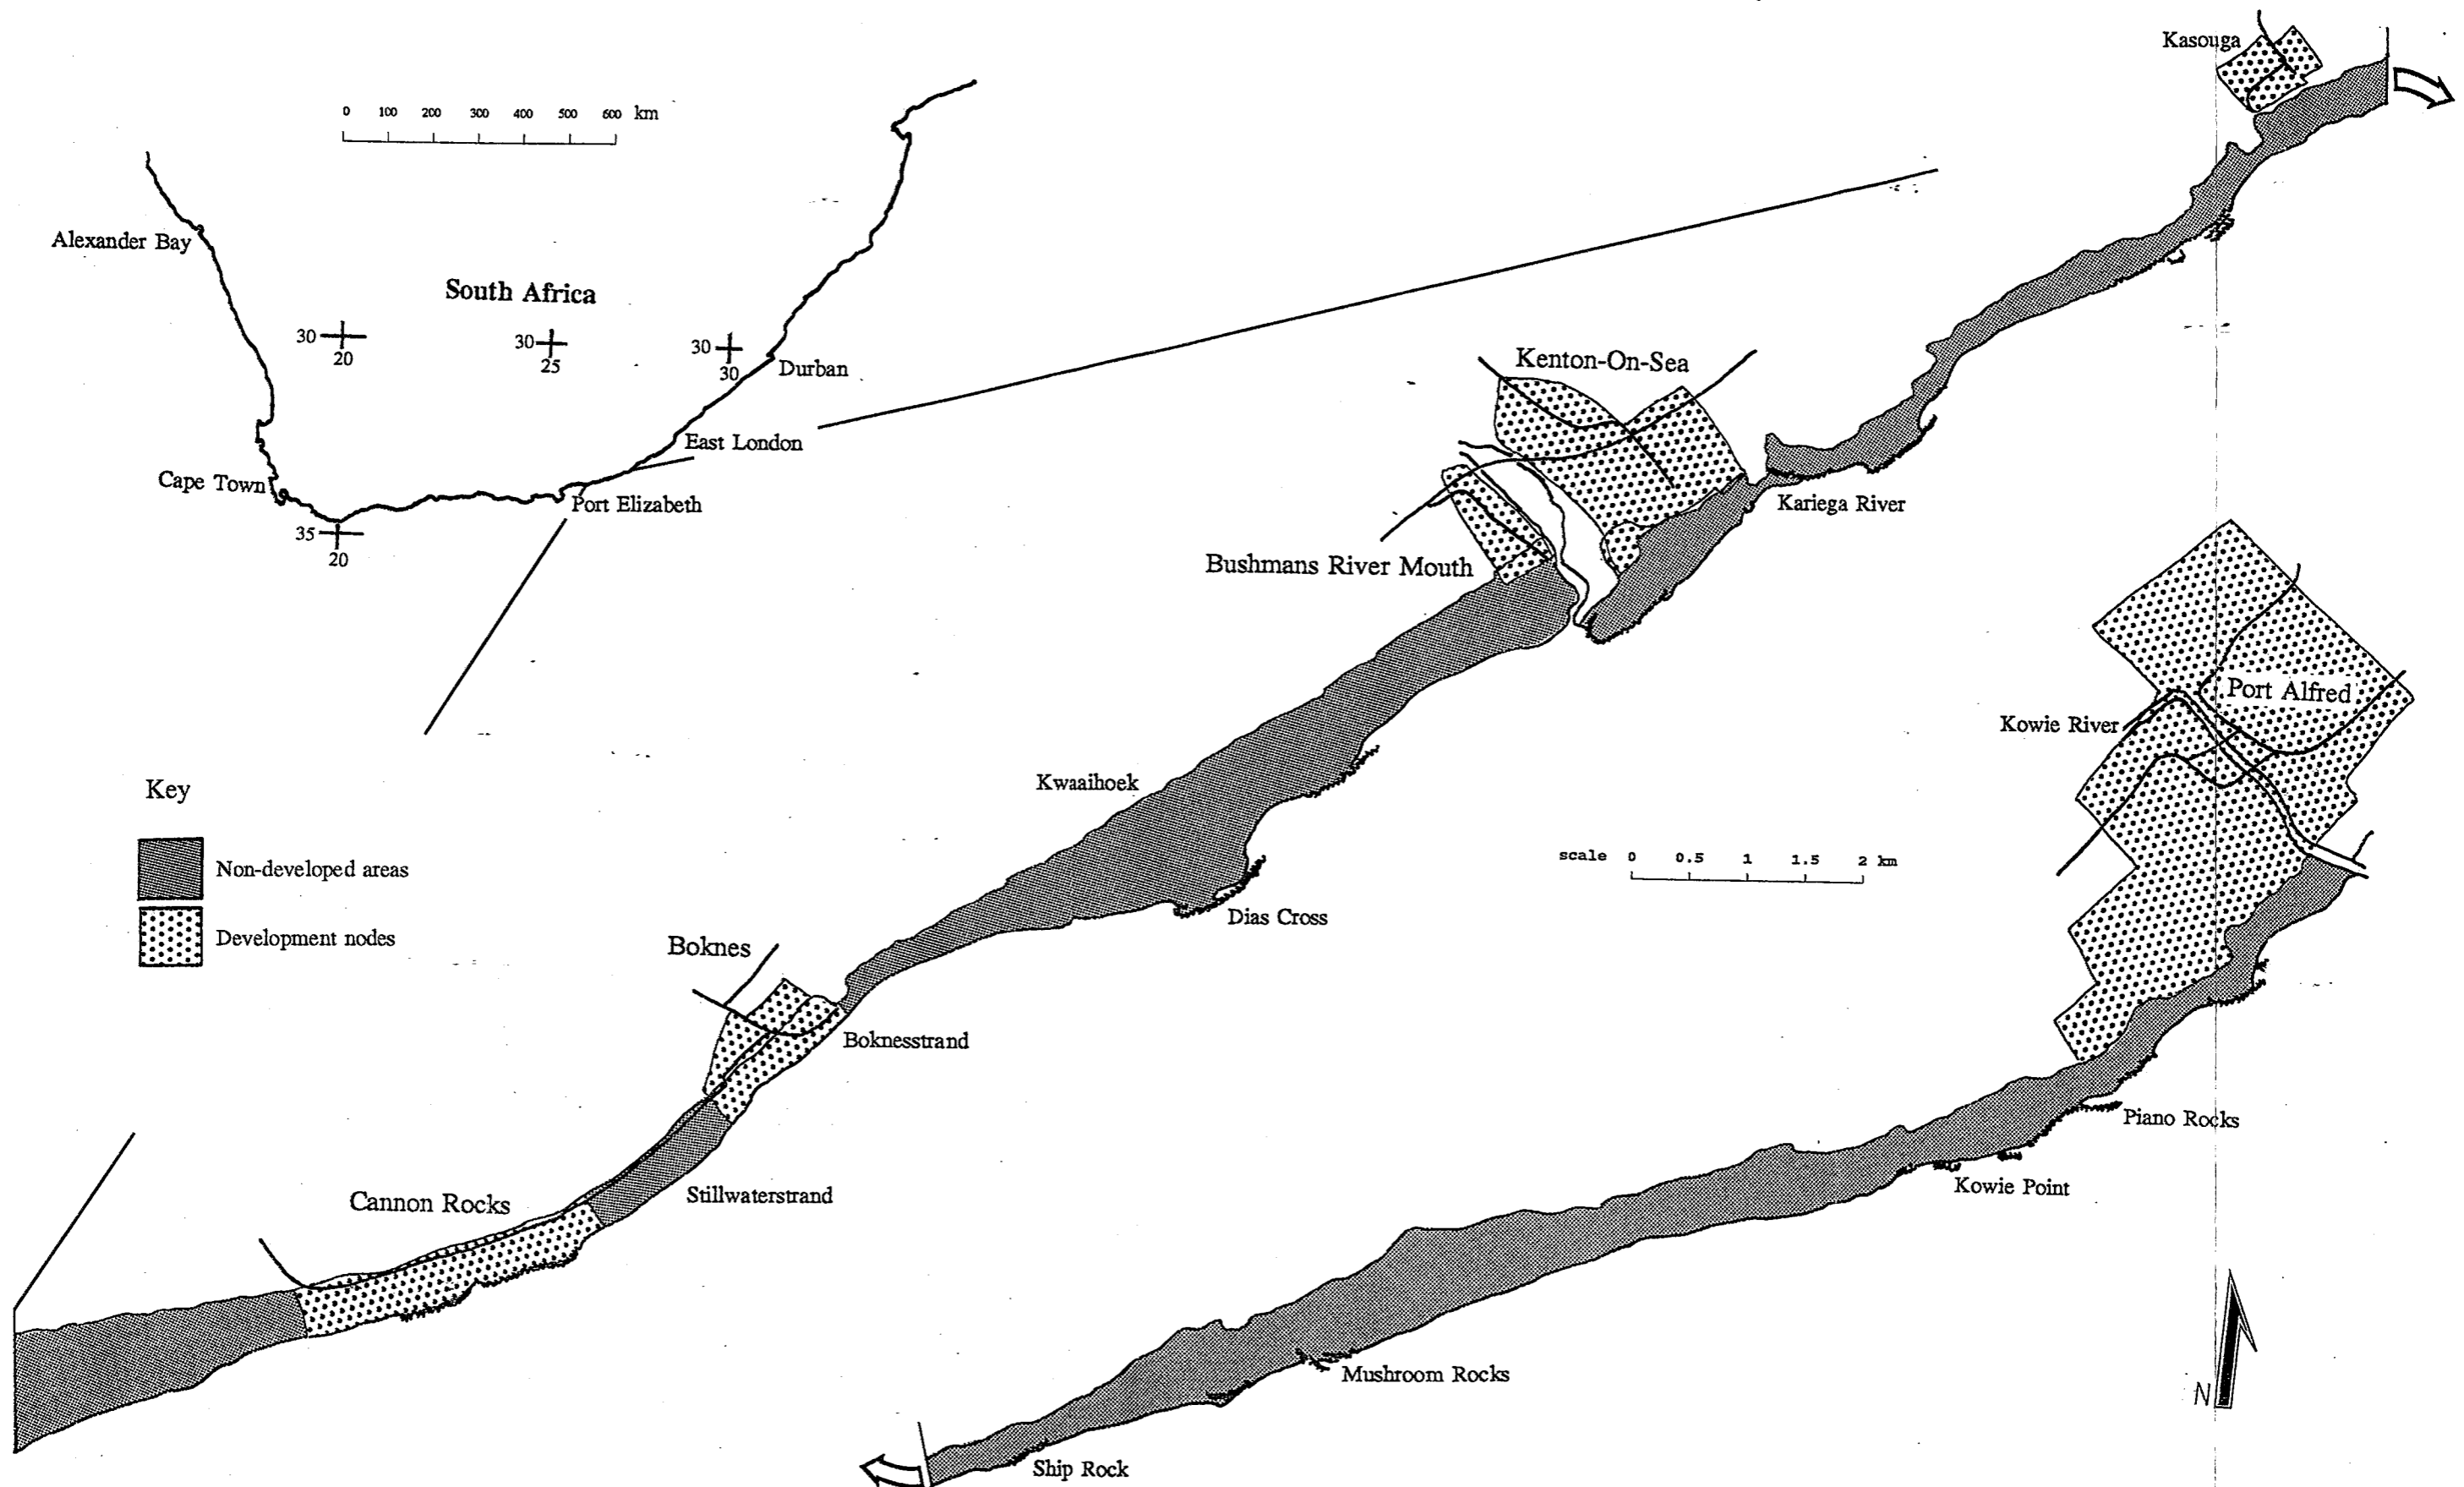 Kasouga
0 100 200 300 400 500 600 km
Alexander Bay
South Africa
30
20
30
25
30
30
Durban
Kenton-On-Sea
East London
Cape Town
Port Elizabeth
Kariega River
35
20
Bushmans River Mouth
Port Alfred
Kowie River
Key
Kwaaihoek
scale 0 0.5 1 1.5 2 km
Non-developed areas
Dias Cross
Development nodes
Boknes
Boknesstrand
Piano Rocks
Stillwaterstrand
Kowie Point
Cannon Rocks
Mushroom Rocks
N
Ship Rock